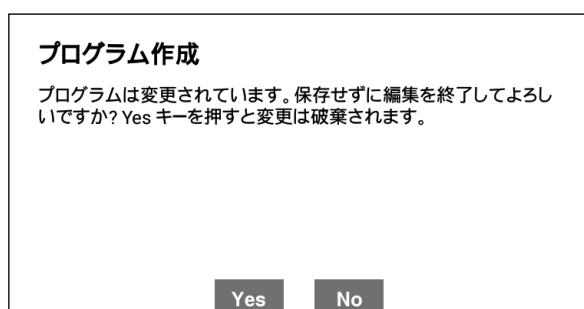 プログラム作成
プログラムは変更されています。保存せずに編集を終了してよろし
いですか? Yes キーを押すと変更は破棄されます。
Yes No